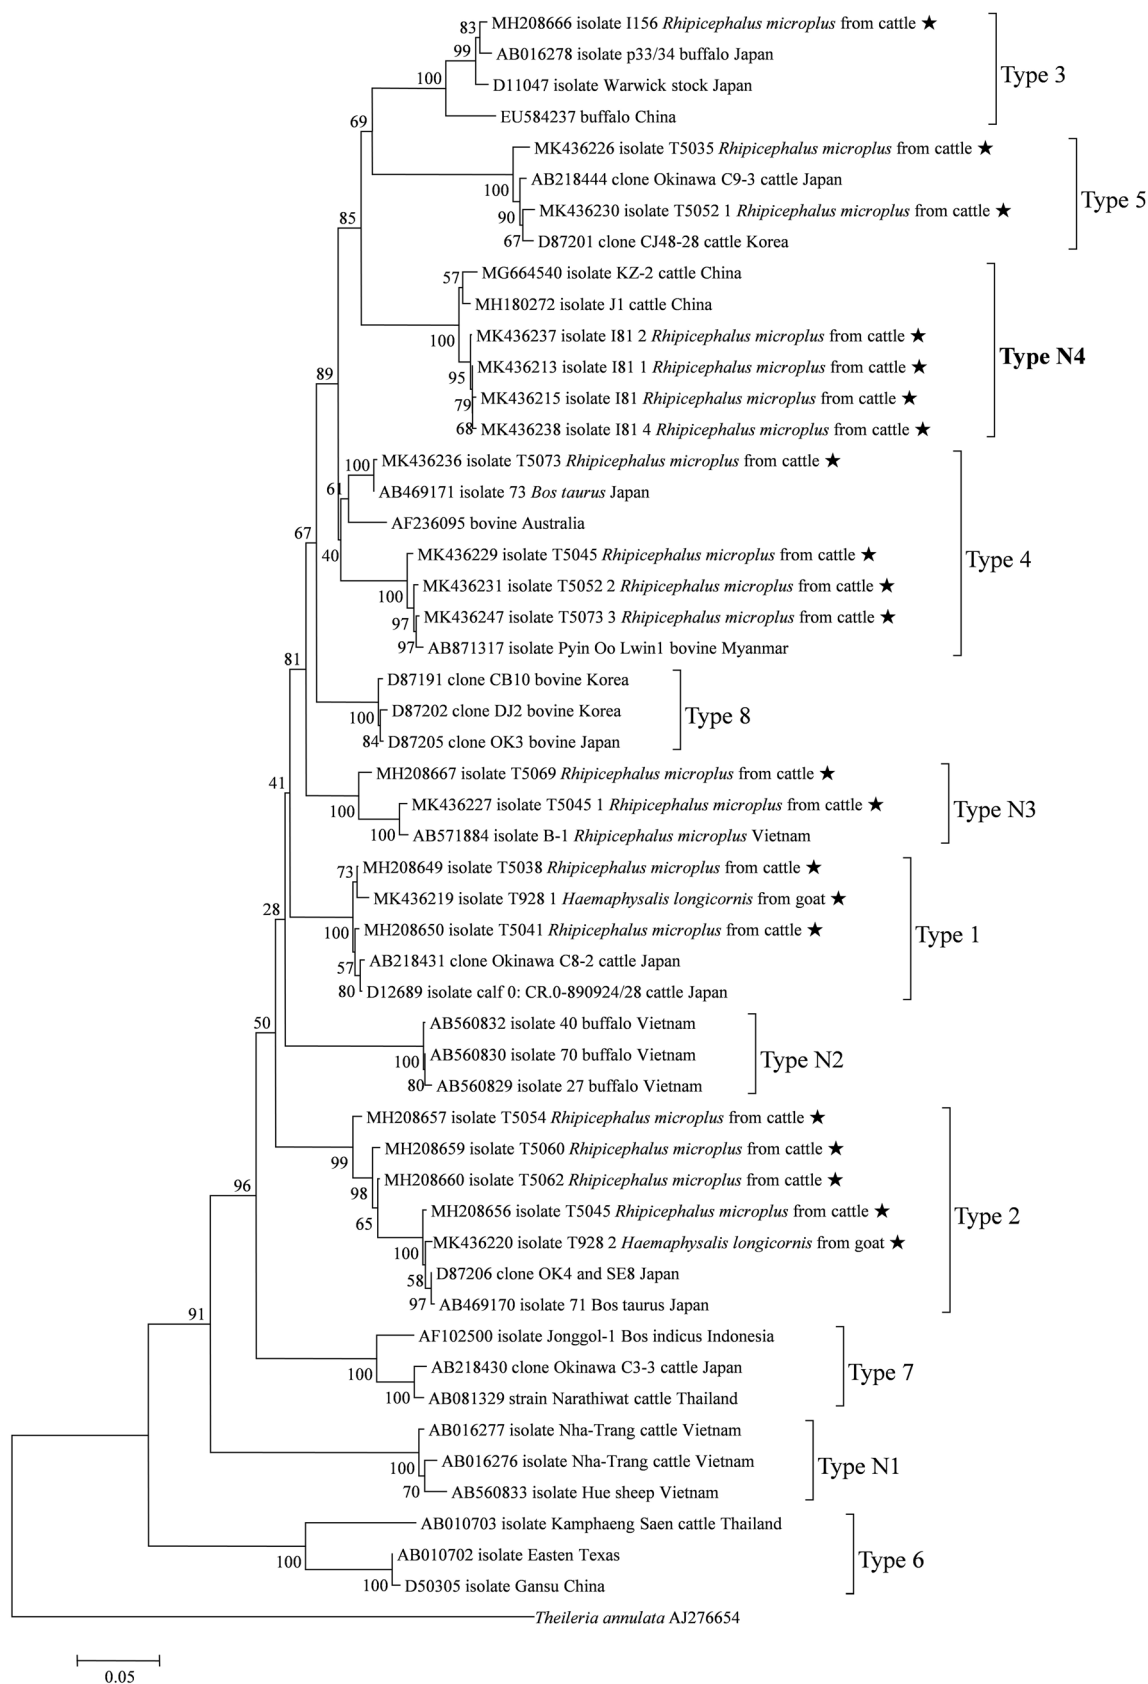 83
MH208666 isolate I156 Rhipicephalus microplus from cattle ★
99
AB016278 isolate p33/34 buffalo Japan
100
D11047 isolate Warwick stock Japan
Type 3
EU584237 buffalo China
69
MK436226 isolate T5035 Rhipicephalus microplus from cattle ★
100
AB218444 clone Okinawa C9-3 cattle Japan
90
MK436230 isolate T5052 1 Rhipicephalus microplus from cattle ★
Type 5
67
D87201 clone CJ48-28 cattle Korea
85
57
MG664540 isolate KZ-2 cattle China
MH180272 isolate J1 cattle China
100
MK436237 isolate I81 2 Rhipicephalus microplus from cattle ★
95
MK436213 isolate I81 1 Rhipicephalus microplus from cattle ★
Type N4
79
MK436215 isolate I81 Rhipicephalus microplus from cattle ★
68
MK436238 isolate I81 4 Rhipicephalus microplus from cattle ★
89
100
MK436236 isolate T5073 Rhipicephalus microplus from cattle ★
61
AB469171 isolate 73 Bos taurus Japan
AF236095 bovine Australia
40
MK436229 isolate T5045 Rhipicephalus microplus from cattle ★
Type 4
100
MK436231 isolate T5052 2 Rhipicephalus microplus from cattle ★
97
MK436247 isolate T5073 3 Rhipicephalus microplus from cattle ★
97
AB871317 isolate Pyin Oo Lwin1 bovine Myanmar
67
D87191 clone CB10 bovine Korea
100
D87202 clone DJ2 bovine Korea
Type 8
84
D87205 clone OK3 bovine Japan
81
MH208667 isolate T5069 Rhipicephalus microplus from cattle ★
100
MK436227 isolate T5045 1 Rhipicephalus microplus from cattle ★
Type N3
100
AB571884 isolate B-1 Rhipicephalus microplus Vietnam
41
73
MH208649 isolate T5038 Rhipicephalus microplus from cattle ★
MK436219 isolate T928 1 Haemaphysalis longicornis from goat ★
100
MH208650 isolate T5041 Rhipicephalus microplus from cattle ★
Type 1
57
AB218431 clone Okinawa C8-2 cattle Japan
80
D12689 isolate calf 0: CR.0-890924/28 cattle Japan
28
AB560832 isolate 40 buffalo Vietnam
100
AB560830 isolate 70 buffalo Vietnam
Type N2
80
AB560829 isolate 27 buffalo Vietnam
50
MH208657 isolate T5054 Rhipicephalus microplus from cattle ★
99
MH208659 isolate T5060 Rhipicephalus microplus from cattle ★
98
MH208660 isolate T5062 Rhipicephalus microplus from cattle ★
65
MH208656 isolate T5045 Rhipicephalus microplus from cattle ★
Type 2
100
MK436220 isolate T928 2 Haemaphysalis longicornis from goat ★
58
D87206 clone OK4 and SE8 Japan
97
AB469170 isolate 71 Bos taurus Japan
96
AF102500 isolate Jonggol-1 Bos indicus Indonesia
100
AB218430 clone Okinawa C3-3 cattle Japan
Type 7
100
AB081329 strain Narathiwat cattle Thailand
91
AB016277 isolate Nha-Trang cattle Vietnam
100
AB016276 isolate Nha-Trang cattle Vietnam
Type N1
70
AB560833 isolate Hue sheep Vietnam
AB010703 isolate Kamphaeng Saen cattle Thailand
100
AB010702 isolate Easten Texas
Type 6
100
D50305 isolate Gansu China
Theileria annulata AJ276654
0.05